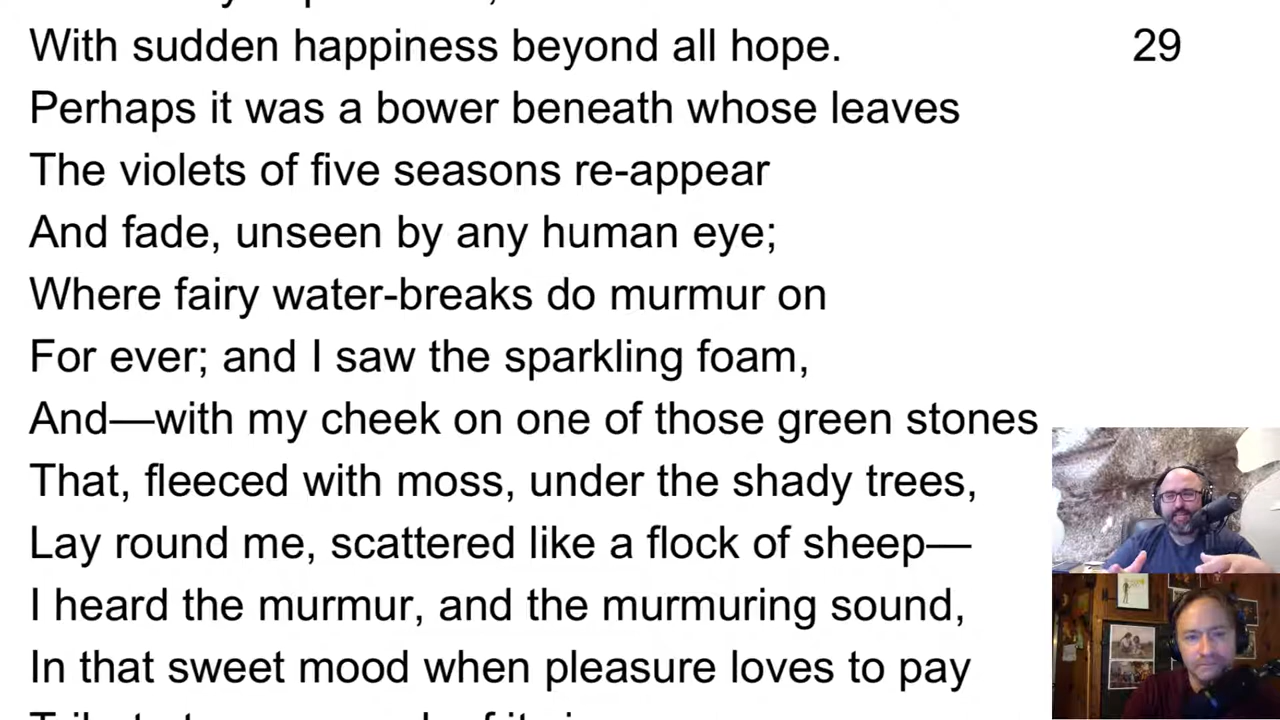 With sudden happiness beyond all hope. 29
Perhaps it was a bower beneath whose leaves
The violets of five seasons re-appear
And fade, unseen by any human eye;
Where fairy water-breaks do murmur on
For ever; and I saw the sparkling foam,
And—with my cheek on one of those green stones
That, fleeced with moss, under the shady trees,
Lay round me, scattered like a flock of sheep—
I heard the murmur, and the murmuring sound,
In that sweet mood when pleasure loves to pay